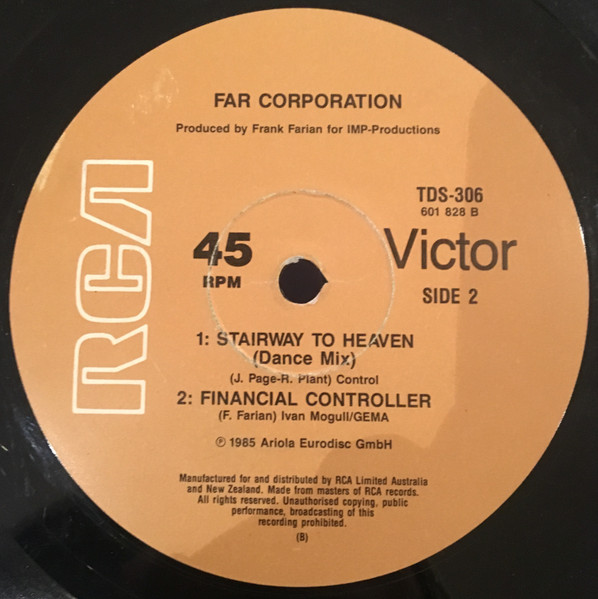 FAR CORPORATION
Produced by Frank Farian for IMP-Productions
RCA
TDS-306
601 828 B
45
RPM
Victor
SIDE 2
1: STAIRWAY TO HEAVEN
(Dance Mix)
(J. Page-R. Plant) Control
2: FINANCIAL CONTROLLER
(F. Farian) Ivan Mogull/GEMA
℗ 1985 Ariola Eurodisc GmbH
Manufactured for and distributed by RCA Limited Australia
and New Zealand. Made from masters of RCA records.
All rights reserved. Unauthorised copying, public
performance, broadcasting of this
recording prohibited.
(B)